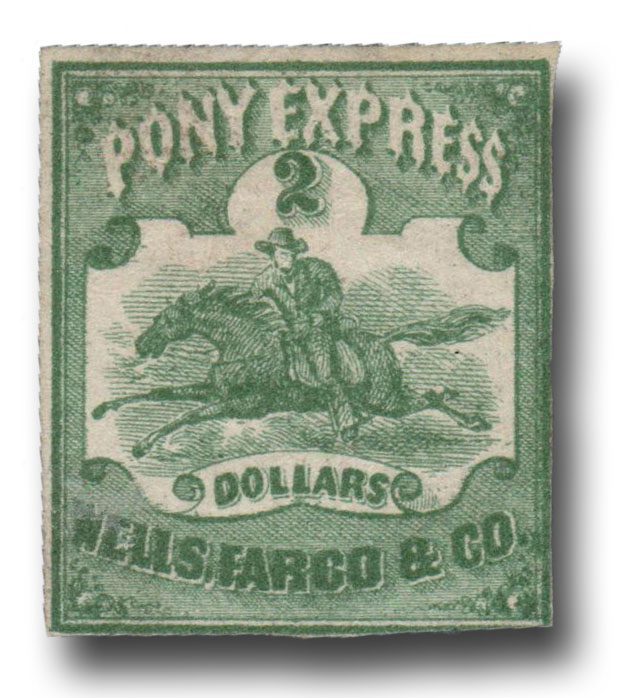 PONY EXPRESS
2
DOLLARS
WELLS, FARGO & CO.